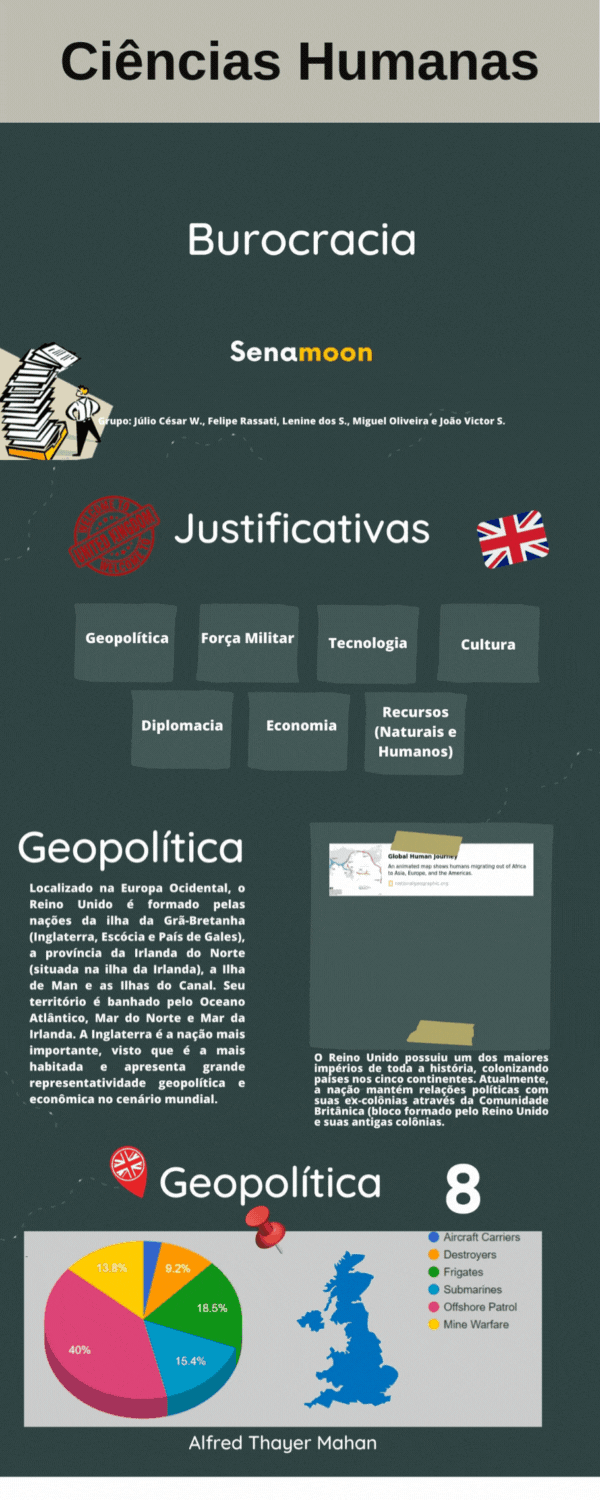 Ciências Humanas
Burocracia
Senamoon
Grupo: Júlio César W., Felipe Rassati, Lenine dos S., Miguel Oliveira e João Victor S.
Justificativas
UNITED KINGDOM
Geopolítica
Força Militar
Tecnologia
Cultura
Diplomacia
Economia
Recursos
(Naturais e
Humanos)
Geopolítica
Localizado na Europa Ocidental, o
Reino Unido é formado pelas
nações da ilha da Grã-Bretanha
(Inglaterra, Escócia e País de Gales),
a província da Irlanda do Norte
(situada na ilha da Irlanda), a Ilha
de Man e as Ilhas do Canal. Seu
território é banhado pelo Oceano
Atlântico, Mar do Norte e Mar da
Irlanda. A Inglaterra é a nação mais
importante, visto que é a mais
habitada e apresenta grande
representatividade geopolítica e
econômica no cenário mundial.
Global Human Journey
An animated map shows humans migrating out of Africa
to Asia, Europe, and the Americas.
nationalgeographic.org
O Reino Unido possuiu um dos maiores
impérios de toda a história, colonizando
países nos cinco continentes. Atualmente,
a nação mantém relações políticas com
suas ex-colônias através da Comunidade
Britânica (bloco formado pelo Reino Unido
e suas antigas colônias.
Geopolítica
8
Aircraft Carriers
Destroyers
Frigates
Submarines
Offshore Patrol
Mine Warfare
13.8%
9.2%
18.5%
15.4%
40%
Alfred Thayer Mahan